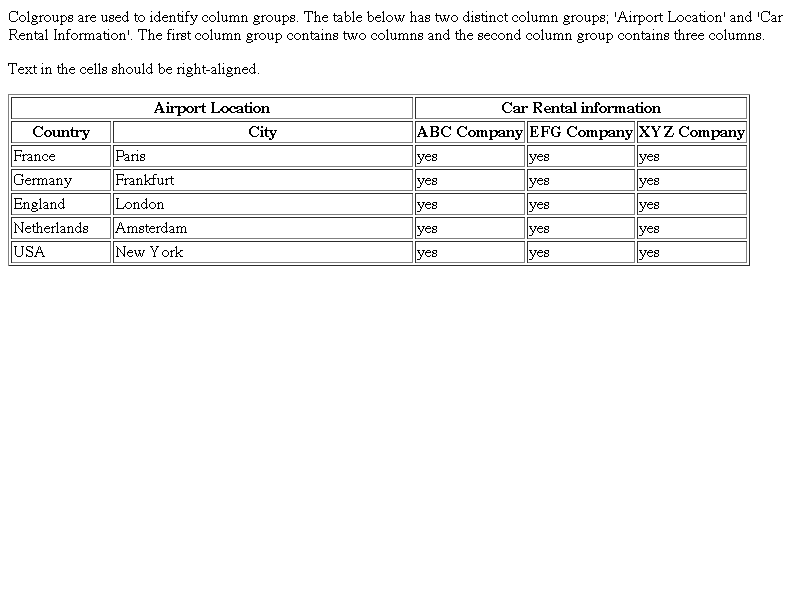 Colgroups are used to identify column groups. The table below has two distinct column groups; 'Airport Location' and 'Car
Rental Information'. The first column group contains two columns and the second column group contains three columns.
Text in the cells should be right-aligned.
Airport Location Car Rental information
Country City ABC Company EFG Company XYZ Company
France Paris yes yes yes
Germany Frankfurt yes yes yes
England London yes yes yes
Netherlands Amsterdam yes yes yes
USA New York yes yes yes